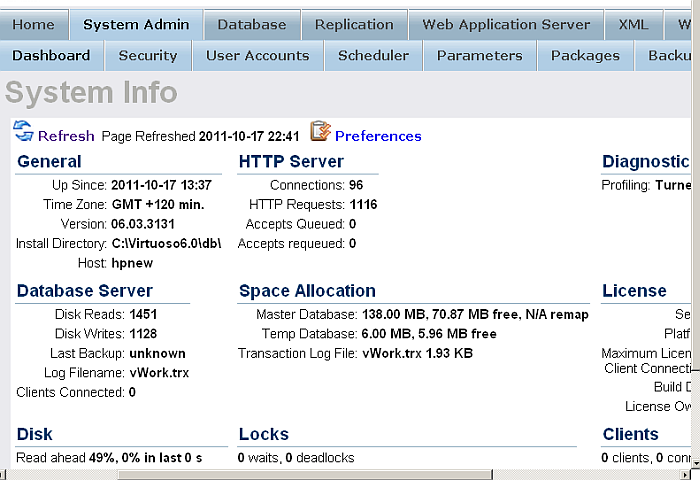 Home System Admin Database Replication Web Application Server XML W
Dashboard Security User Accounts Scheduler Parameters Packages Backu
System Info
Refresh Page Refreshed 2011-10-17 22:41 Preferences
General
Up Since: 2011-10-17 13:37
Time Zone: GMT +120 min.
Version: 06.03.3131
Install Directory: C:\Virtuoso6.0\db\
Host: hpnew
HTTP Server
Connections: 96
HTTP Requests: 1116
Accepts Queued: 0
Accepts requeued: 0
Diagnostic
Profiling: Turne
Database Server
Disk Reads: 1451
Disk Writes: 1128
Last Backup: unknown
Log Filename: vWork.trx
Clients Connected: 0
Space Allocation
Master Database: 138.00 MB, 70.87 MB free, N/A remap
Temp Database: 6.00 MB, 5.96 MB free
Transaction Log File: vWork.trx 1.93 KB
License
Se
Platf
Maximum Licen
Client Connecti
Build D
License Ow
Disk
Read ahead 49%, 0% in last 0 s
Locks
0 waits, 0 deadlocks
Clients
0 clients, 0 conn